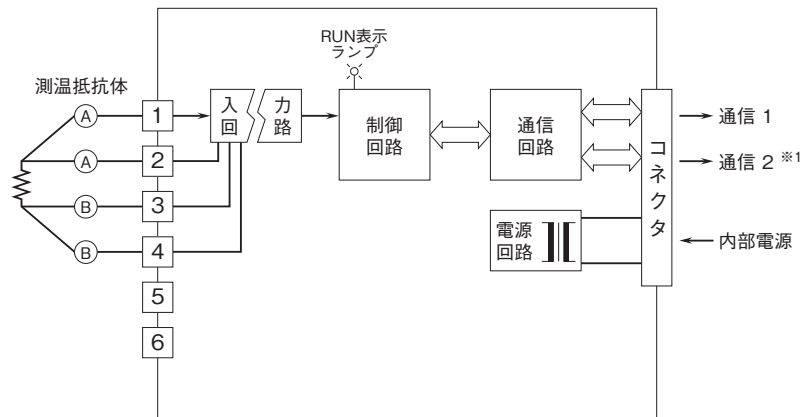 RUN表示
ランプ
測温抵抗体
A
1
A
2
B
3
B
4
5
6
入力
回路
制御
回路
通信
回路
電源
回路
コネクタ
通信 1
通信 2 ※1
内部電源